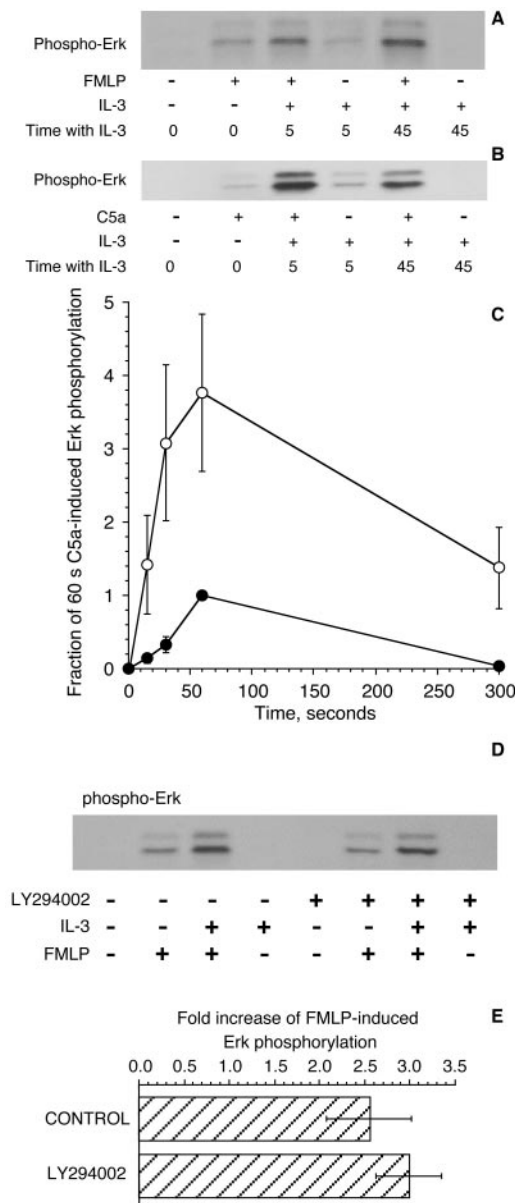 A
Phospho-Erk
FMLP - + + - + -
IL-3 - - + + + +
Time with IL-3 0 0 5 5 45 45
B
Phospho-Erk
C5a - + + - + -
IL-3 - - + + + +
Time with IL-3 0 0 5 5 45 45
C
Fraction of 60 s C5a-induced Erk phosphorylation
5
4
3
2
1
0
0 50 100 150 200 250 300
Time, seconds
D
phospho-Erk
LY294002 - - - - + + + +
IL-3 - - + + - - + +
FMLP - + + - - + + -
E
Fold increase of FMLP-induced
Erk phosphorylation
0.0 0.5 1.0 1.5 2.0 2.5 3.0 3.5
CONTROL
LY294002